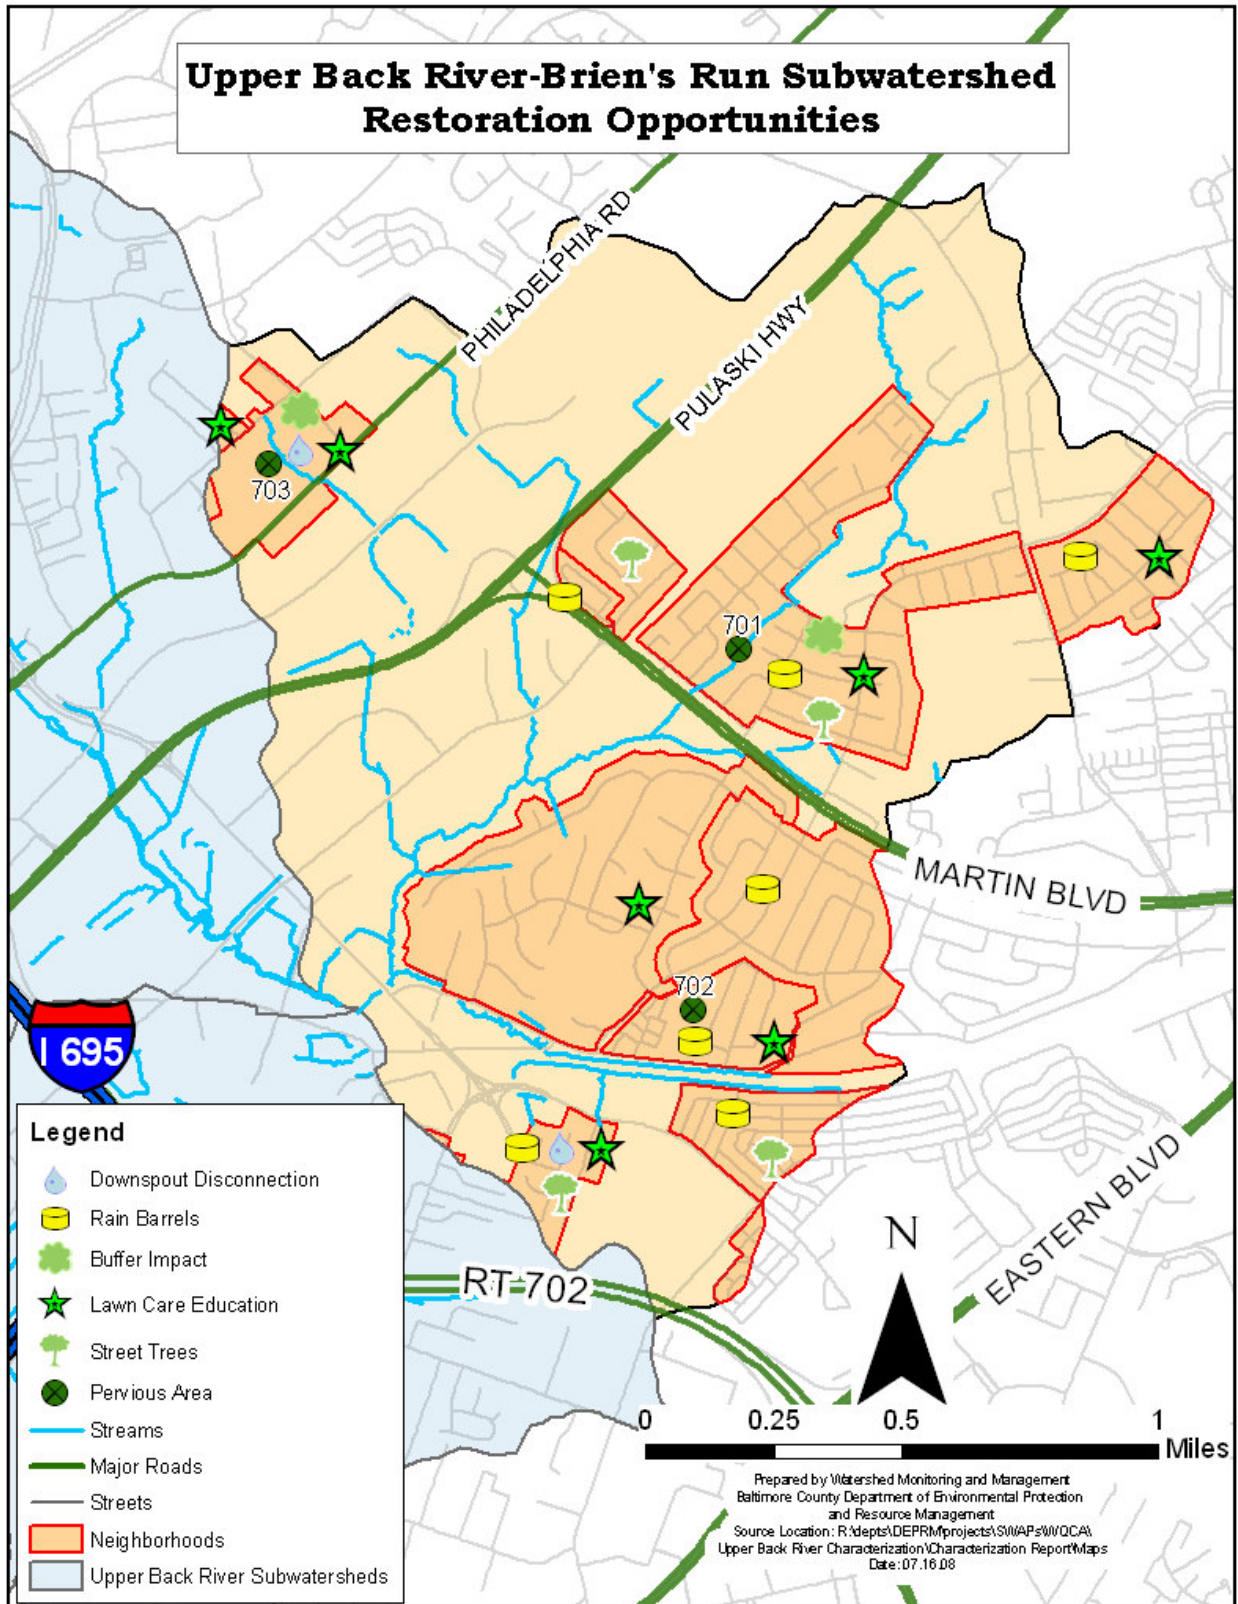 Upper Back River-Brien's Run Subwatershed
Restoration Opportunities
PHILADELPHIA RD
PULASKI HWY
703
701
MARTIN BLVD
702
I 695
EASTERN BLVD
RT 702
Legend
Downspout Disconnection
Rain Barrels
Buffer Impact
Lawn Care Education
Street Trees
Pervious Area
Streams
Major Roads
Streets
Neighborhoods
Upper Back River Subwatersheds
N
0 0.25 0.5 1
Miles
Prepared by Watershed Monitoring and Management
Baltimore County Department of Environmental Protection
and Resource Management
Source Location: R:\depts\DEPRM\projects\SWAPs\WQCA\
Upper Back River Characterization\Characterization Report\Maps
Date: 07.16.08